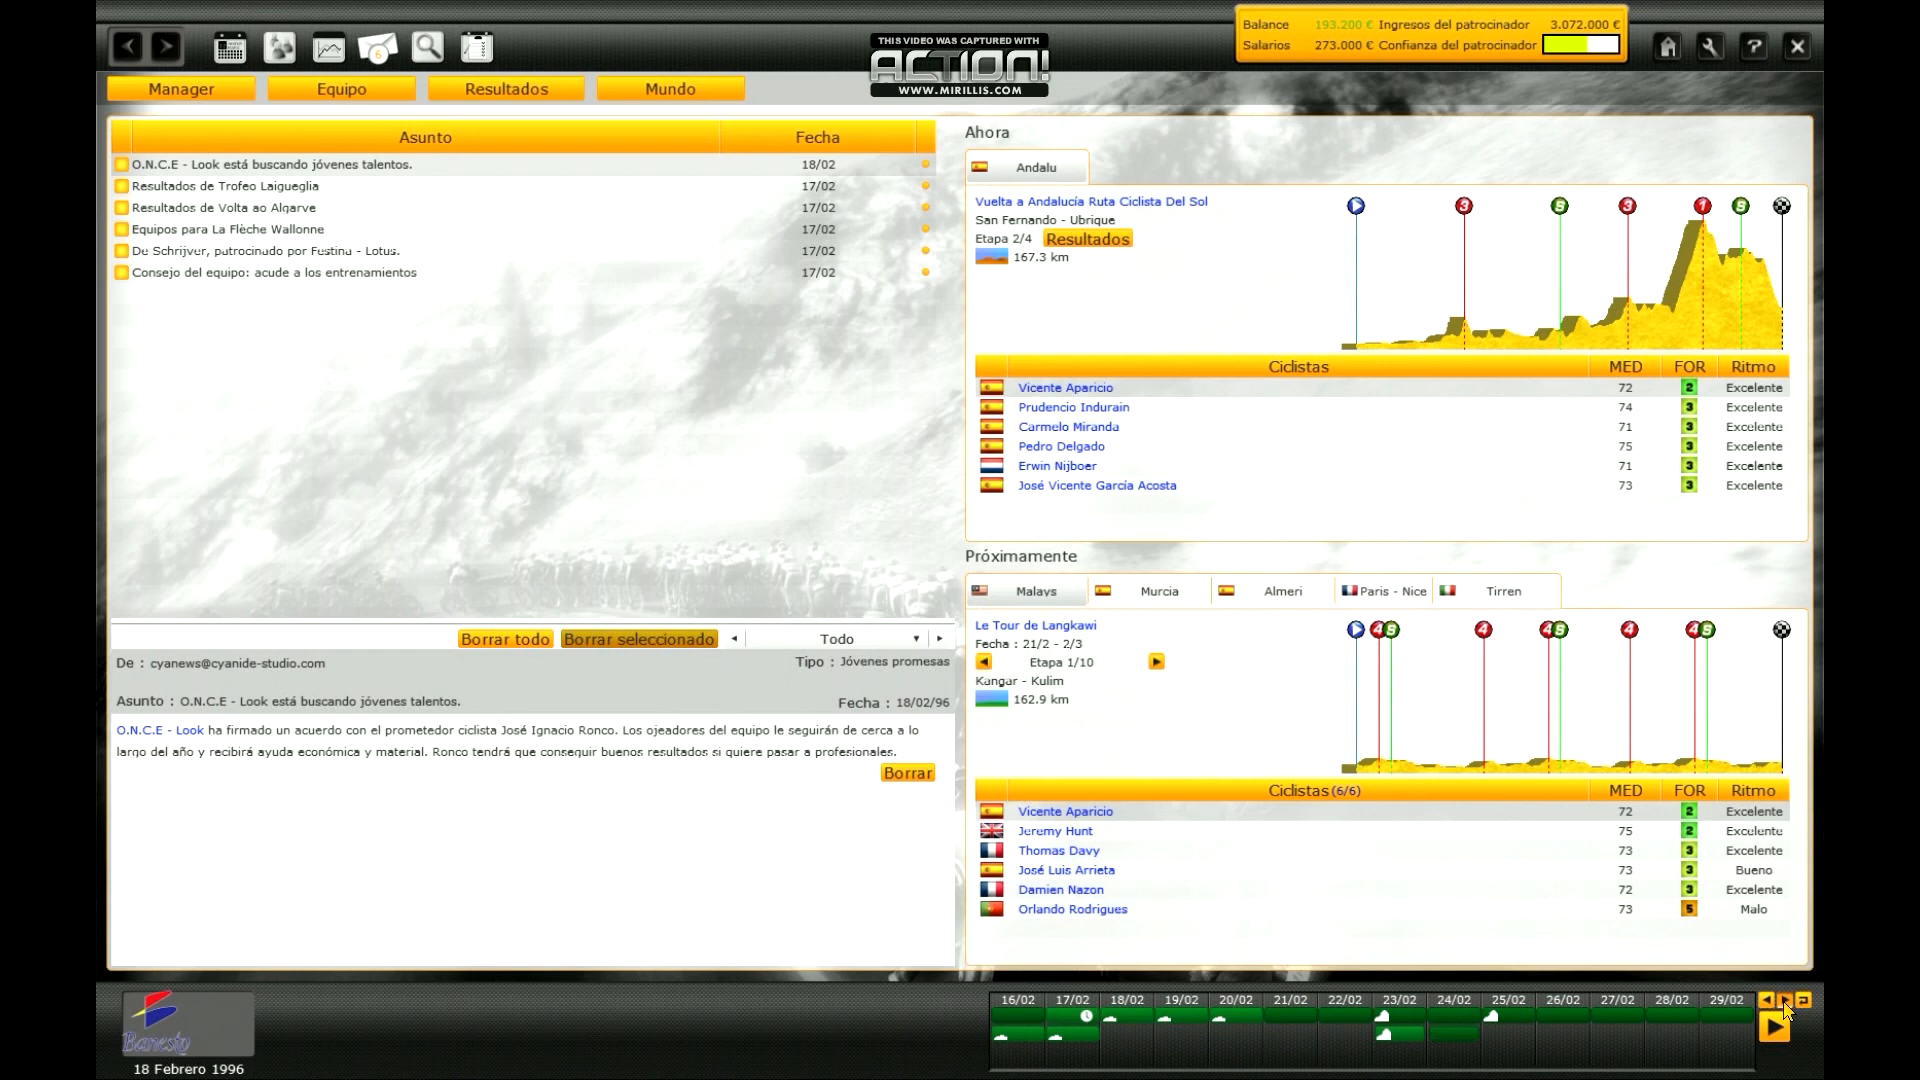 THIS VIDEO WAS CAPTURED WITH
ACTION!
WWW.MIRILLIS.COM
Balance 193.200 € Ingresos del patrocinador 3.072.000 €
Salarios 273.000 € Confianza del patrocinador
6
?
Manager Equipo Resultados Mundo
Asunto Fecha
O.N.C.E - Look está buscando jóvenes talentos. 18/02
Resultados de Trofeo Laigueglia 17/02
Resultados de Volta ao Algarve 17/02
Equipos para La Flèche Wallonne 17/02
De Schrijver, patrocinado por Festina - Lotus. 17/02
Consejo del equipo: acude a los entrenamientos 17/02
Borrar todo Borrar seleccionado Todo
De : cyanews@cyanide-studio.com Tipo : Jóvenes promesas
Asunto : O.N.C.E - Look está buscando jóvenes talentos. Fecha : 18/02/96
O.N.C.E - Look ha firmado un acuerdo con el prometedor ciclista José Ignacio Ronco. Los ojeadores del equipo le seguirán de cerca a lo
largo del año y recibirá ayuda económica y material. Ronco tendrá que conseguir buenos resultados si quiere pasar a profesionales.
Borrar
Ahora
Andalu
Vuelta a Andalucía Ruta Ciclista Del Sol
San Fernando - Ubrique
Etapa 2/4 Resultados
167.3 km
3 S 3 1 S
Ciclistas MED FOR Ritmo
Vicente Aparicio 72 2 Excelente
Prudencio Indurain 74 3 Excelente
Carmelo Miranda 71 3 Excelente
Pedro Delgado 75 3 Excelente
Erwin Nijboer 71 3 Excelente
José Vicente García Acosta 73 3 Excelente
Próximamente
Malays Murcia Almeri Paris - Nice Tirren
Le Tour de Langkawi
Fecha : 21/2 - 2/3
Etapa 1/10
Kangar - Kulim
162.9 km
4 S 4 4 S 4 4 S
Ciclistas (6/6) MED FOR Ritmo
Vicente Aparicio 72 2 Excelente
Jeremy Hunt 75 2 Excelente
Thomas Davy 73 3 Excelente
José Luis Arrieta 73 3 Bueno
Damien Nazon 72 3 Excelente
Orlando Rodrigues 73 5 Malo
Banesto
18 Febrero 1996
16/02 17/02 18/02 19/02 20/02 21/02 22/02 23/02 24/02 25/02 26/02 27/02 28/02 29/02